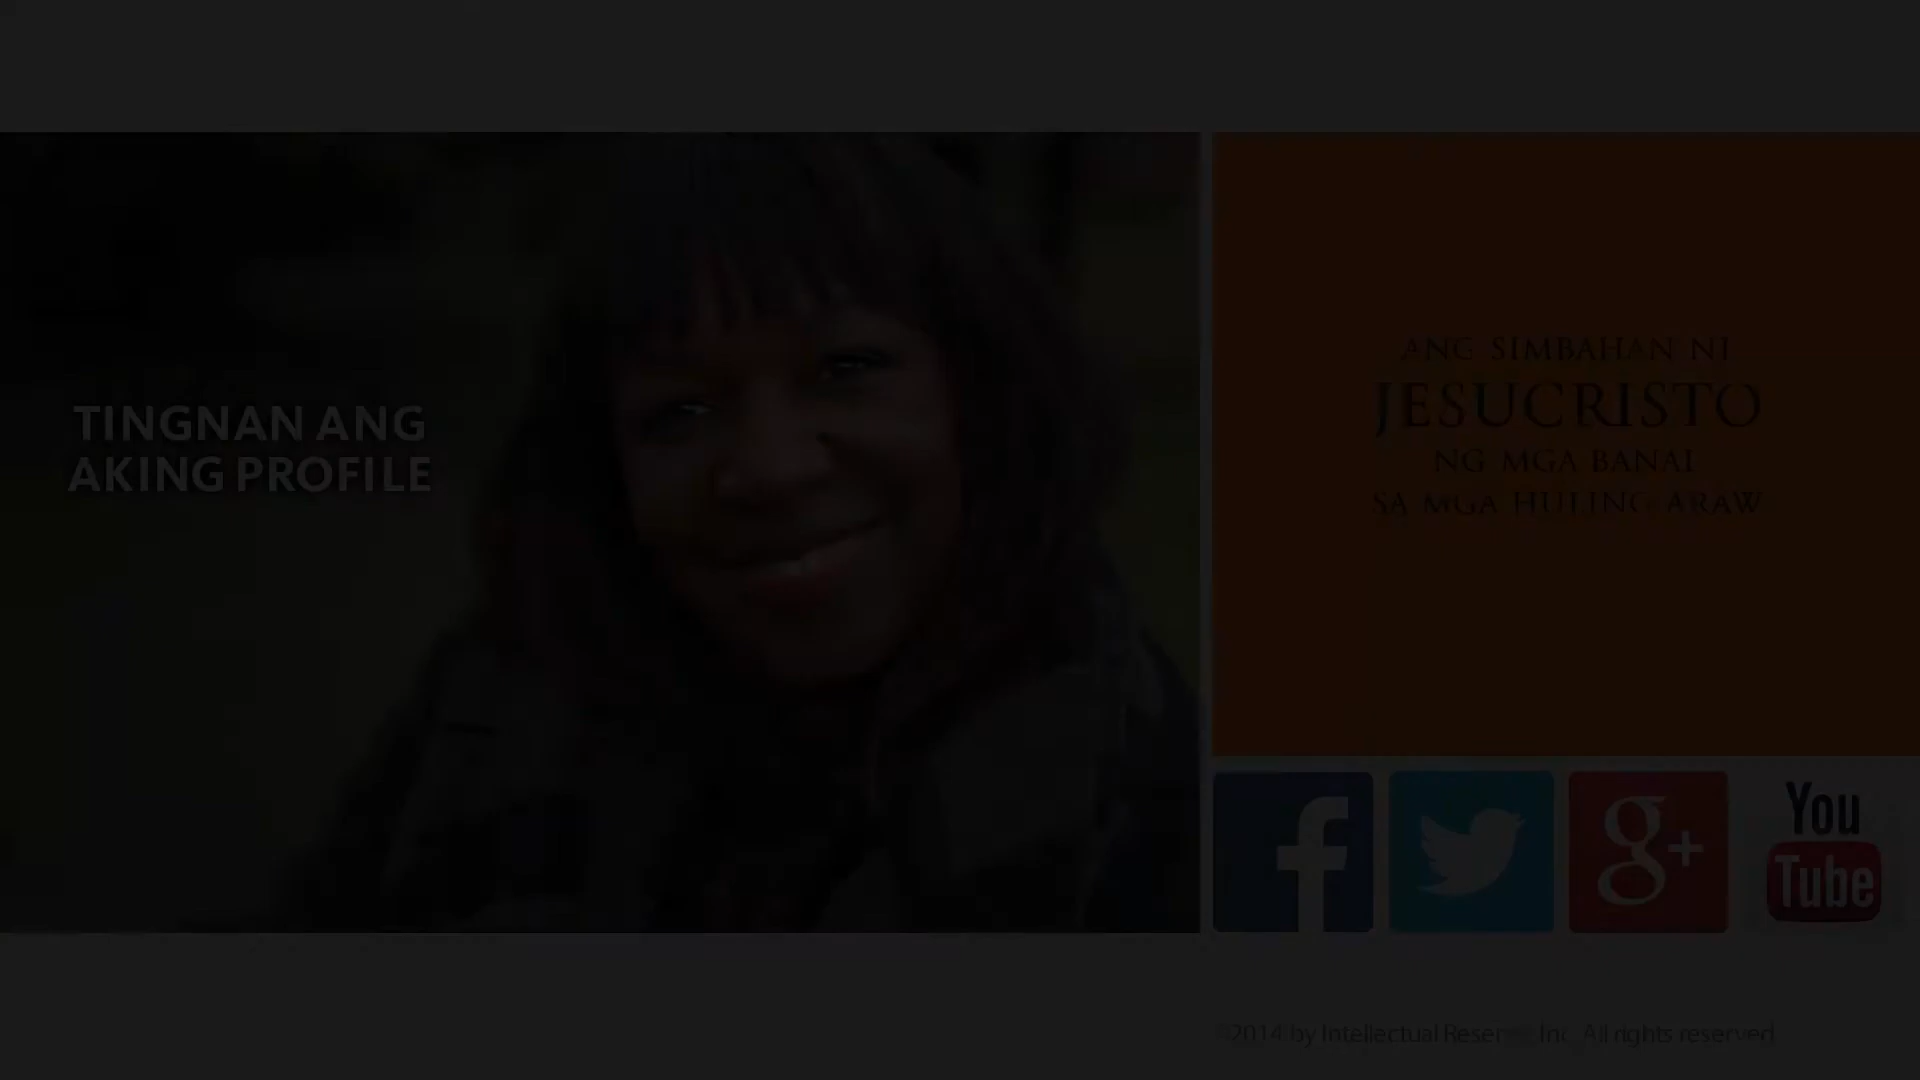 TINGNAN ANG
AKING PROFILE
ANG SIMBAHAN NI
JESUCRISTO
NG MGA BANAL
SA MGA HULING ARAW
f
g+
You
Tube
2014 by Intellectual Reserve, Inc. All rights reserved